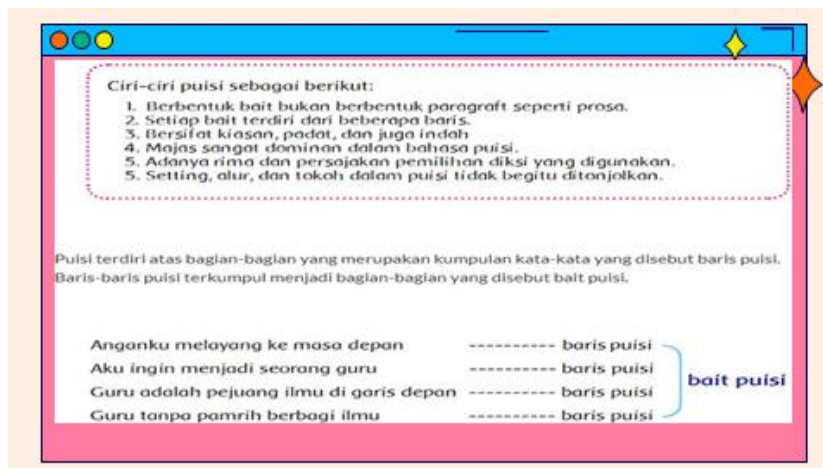 Ciri-ciri puisi sebagai berikut:
1. Berbentuk bait bukan berbentuk paragraft seperti prosa.
2. Setiap bait terdiri dari beberapa baris.
3. Bersifat kiasan, padat, dan juga indah
4. Majas sangat dominan dalam bahasa puisi.
5. Adanya rima dan persajakan pemilihan diksi yang digunakan.
5. Setting, alur, dan tokoh dalam puisi tidak begitu ditonjolkan.
Puisi terdiri atas bagian-bagian yang merupakan kumpulan kata-kata yang disebut baris puisi.
Baris-baris puisi terkumpul menjadi bagian-bagian yang disebut bait puisi.
Anganku melayang ke masa depan ---------- baris puisi
Aku ingin menjadi seorang guru ---------- baris puisi
Guru adalah pejuang ilmu di garis depan ---------- baris puisi
Guru tanpa pamrih berbagi ilmu ---------- baris puisi
bait puisi